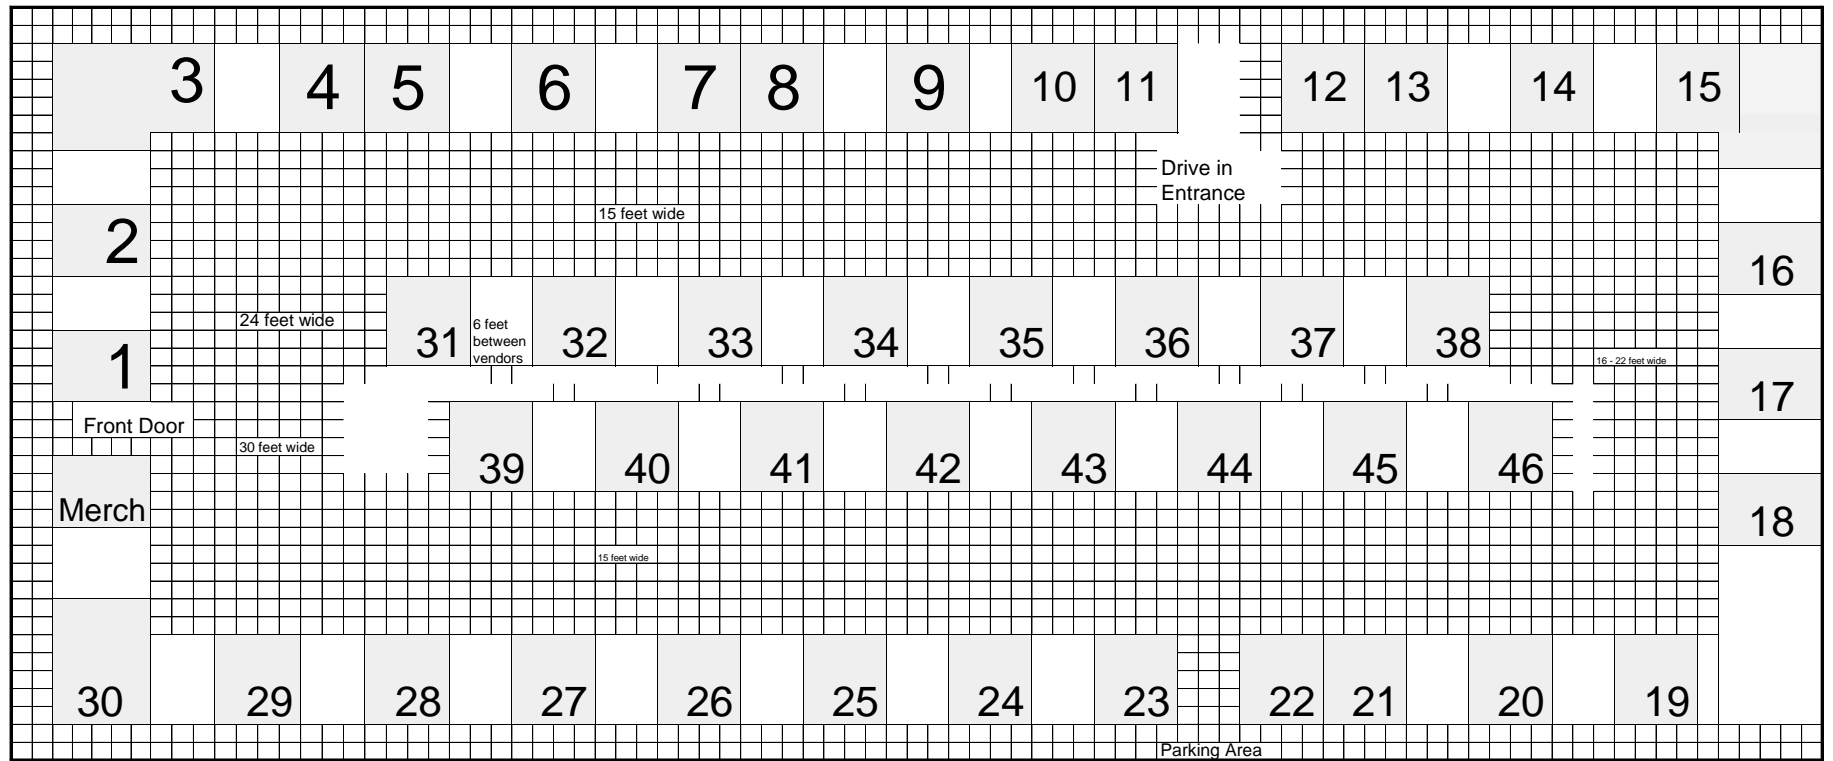 3 4 5 6 7 8 9 10 11 12 13 14 15
Drive in
Entrance
15 feet wide
2
16
24 feet wide
6 feet
between
vendors
31 32 33 34 35 36 37 38
16 - 22 feet wide
1
17
Front Door
30 feet wide
39 40 41 42 43 44 45 46
Merch
18
15 feet wide
30 29 28 27 26 25 24 23 22 21 20 19
Parking Area